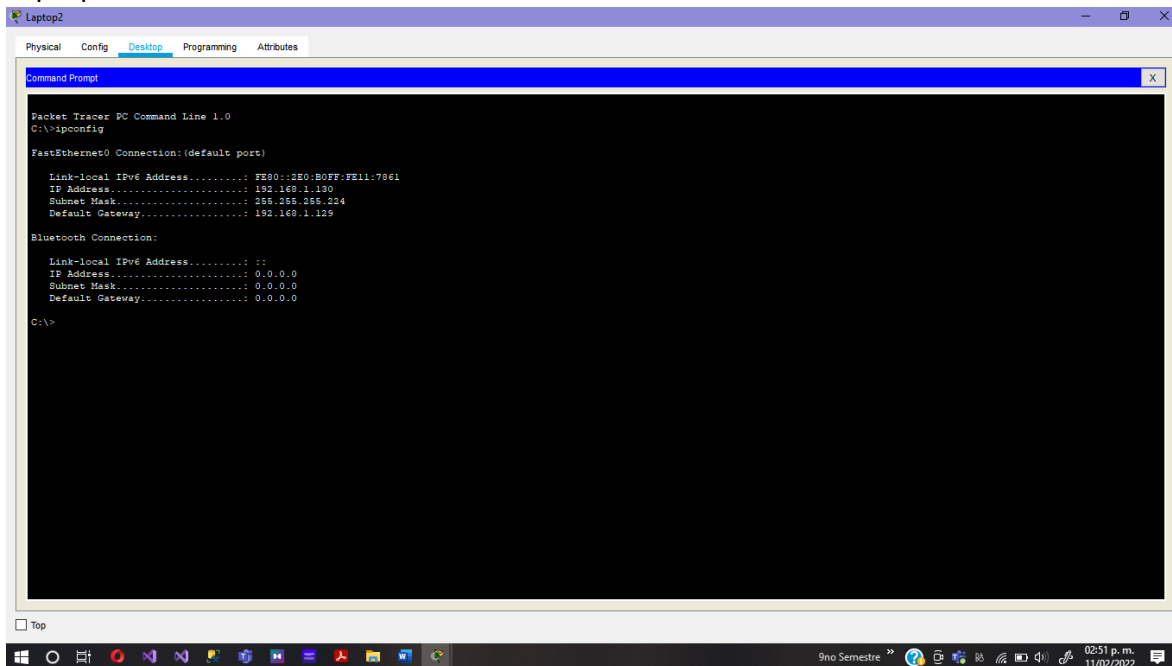 Laptop2
Physical Config Desktop Programming Attributes
Command Prompt
X
Packet Tracer PC Command Line 1.0
C:\>ipconfig
FastEthernet0 Connection:(default port)
Link-local IPv6 Address.........: FE80::2E0:B0FF:FE11:7861
IP Address......................: 192.168.1.130
Subnet Mask.....................: 255.255.255.224
Default Gateway.................: 192.168.1.129
Bluetooth Connection:
Link-local IPv6 Address.........: ::
IP Address......................: 0.0.0.0
Subnet Mask.....................: 0.0.0.0
Default Gateway.................: 0.0.0.0
C:\>
Top
9no Semestre
02:51 p. m.
11/02/2022